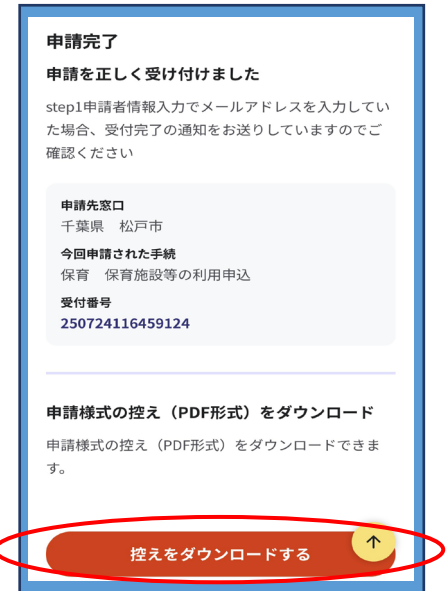 申請完了
申請を正しく受け付けました
step1申請者情報入力でメールアドレスを入力してい
た場合、受付完了の通知をお送りしていますのでご
確認ください
申請先窓口
千葉県　松戸市
今回申請された手続
保育　保育施設等の利用申込
受付番号
250724116459124
申請様式の控え（PDF形式）をダウンロード
申請様式の控え（PDF形式）をダウンロードできま
す。
控えをダウンロードする